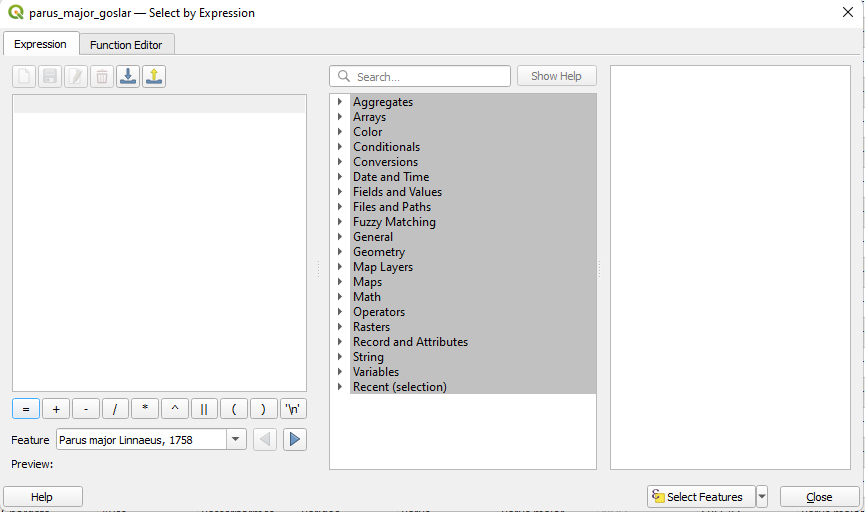 parus_major_goslar — Select by Expression
Expression
Function Editor
Search...
Show Help
Aggregates
Arrays
Color
Conditionals
Conversions
Date and Time
Fields and Values
Files and Paths
Fuzzy Matching
General
Geometry
Map Layers
Maps
Math
Operators
Rasters
Record and Attributes
String
Variables
Recent (selection)
= + - / * ^ || ( ) '\n'
Feature Parus major Linnaeus, 1758
Preview:
Help
Select Features
Close